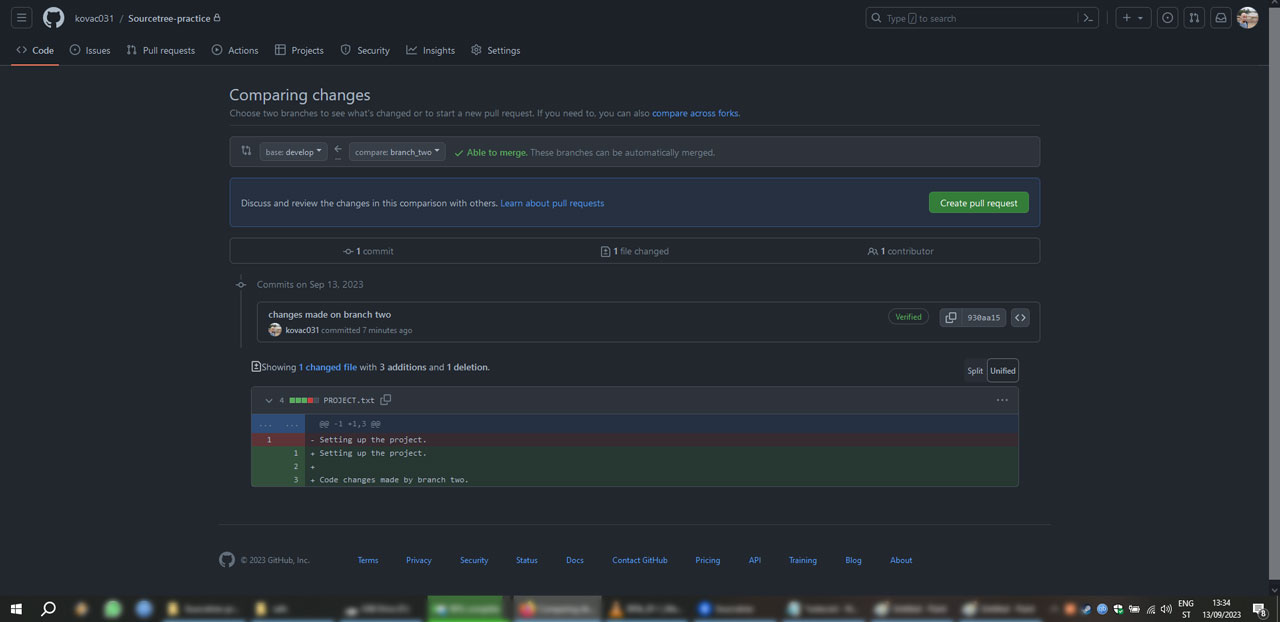 kovac031 / Sourcetree-practice
Type / to search
Code Issues Pull requests Actions Projects Security Insights Settings
Comparing changes
Choose two branches to see what's changed or to start a new pull request. If you need to, you can also compare across forks.
base: develop compare: branch_two Able to merge. These branches can be automatically merged.
Discuss and review the changes in this comparison with others. Learn about pull requests Create pull request
1 commit 1 file changed 1 contributor
Commits on Sep 13, 2023
changes made on branch two
kovac031 committed 7 minutes ago
Verified 930aa15
Showing 1 changed file with 3 additions and 1 deletion.
Split Unified
4 PROJECT.txt
... ... @@ -1 +1,3 @@
1 - Setting up the project.
1 + Setting up the project.
2 +
3 + Code changes made by branch two.
© 2023 GitHub, Inc. Terms Privacy Security Status Docs Contact GitHub Pricing API Training Blog About
ENG 13:34
ST 13/09/2023 8